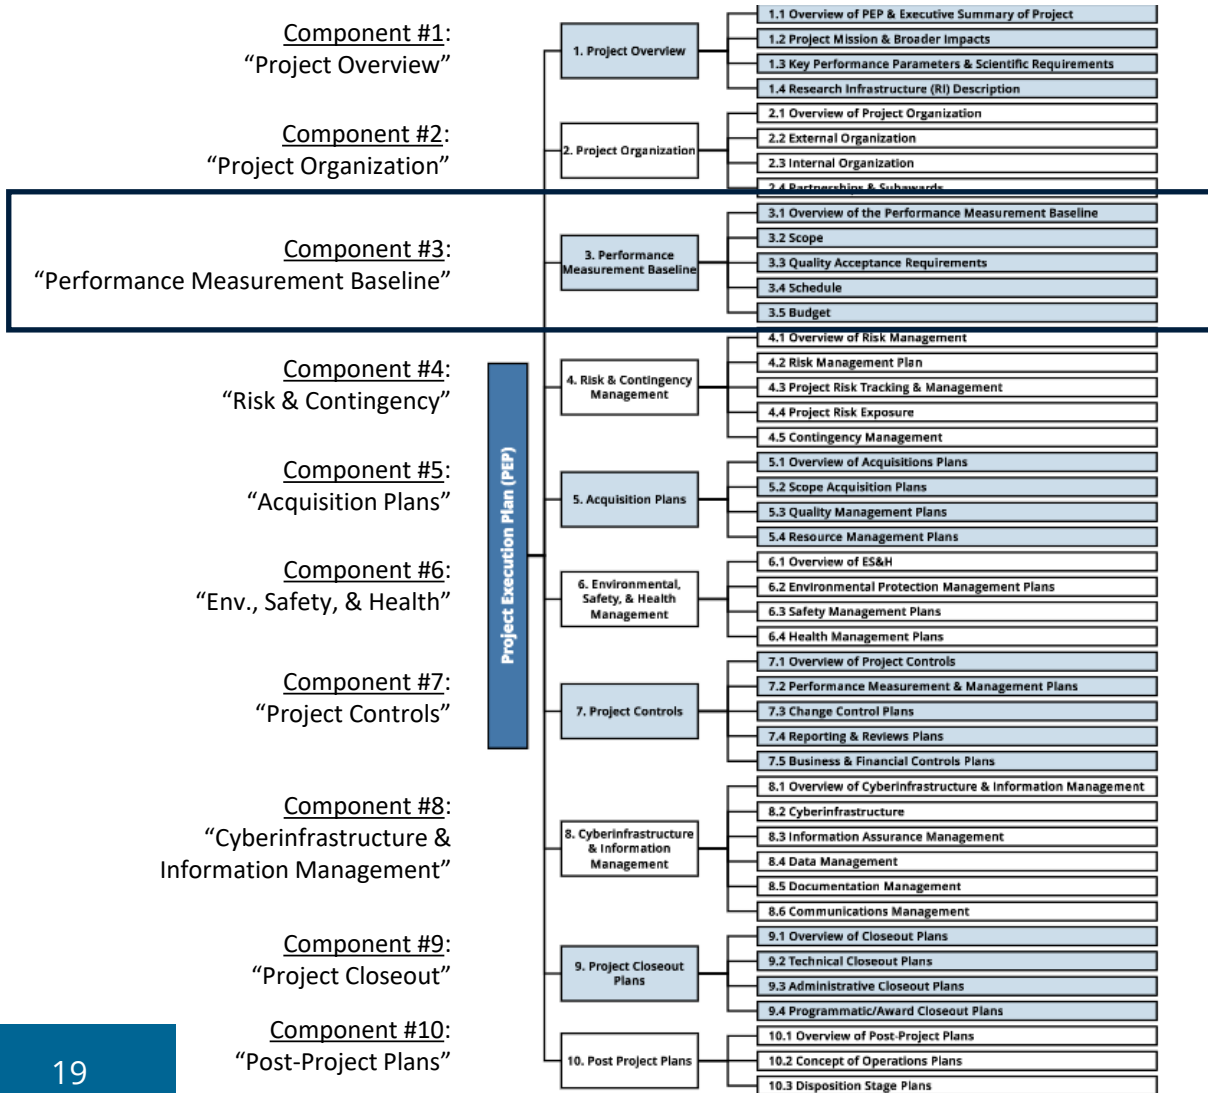 Component #1:
“Project Overview”
Component #2:
“Project Organization”
Component #3:
“Performance Measurement Baseline”
Component #4:
“Risk & Contingency”
Component #5:
“Acquisition Plans”
Component #6:
“Env., Safety, & Health”
Component #7:
“Project Controls”
Component #8:
“Cyberinfrastructure &
Information Management”
Component #9:
“Project Closeout”
Component #10:
“Post-Project Plans”
19
Project Execution Plan (PEP)
1. Project Overview
1.1 Overview of PEP & Executive Summary of Project
1.2 Project Mission & Broader Impacts
1.3 Key Performance Parameters & Scientific Requirements
1.4 Research Infrastructure (RI) Description
2. Project Organization
2.1 Overview of Project Organization
2.2 External Organization
2.3 Internal Organization
2.4 Partnerships & Subawards
3. Performance
Measurement Baseline
3.1 Overview of the Performance Measurement Baseline
3.2 Scope
3.3 Quality Acceptance Requirements
3.4 Schedule
3.5 Budget
4. Risk & Contingency
Management
4.1 Overview of Risk Management
4.2 Risk Management Plan
4.3 Project Risk Tracking & Management
4.4 Project Risk Exposure
4.5 Contingency Management
5. Acquisition Plans
5.1 Overview of Acquisitions Plans
5.2 Scope Acquisition Plans
5.3 Quality Management Plans
5.4 Resource Management Plans
6. Environmental,
Safety, & Health
Management
6.1 Overview of ES&H
6.2 Environmental Protection Management Plans
6.3 Safety Management Plans
6.4 Health Management Plans
7. Project Controls
7.1 Overview of Project Controls
7.2 Performance Measurement & Management Plans
7.3 Change Control Plans
7.4 Reporting & Reviews Plans
7.5 Business & Financial Controls Plans
8. Cyberinfrastructure
& Information
Management
8.1 Overview of Cyberinfrastructure & Information Management
8.2 Cyberinfrastructure
8.3 Information Assurance Management
8.4 Data Management
8.5 Documentation Management
8.6 Communications Management
9. Project Closeout
Plans
9.1 Overview of Closeout Plans
9.2 Technical Closeout Plans
9.3 Administrative Closeout Plans
9.4 Programmatic/Award Closeout Plans
10. Post Project Plans
10.1 Overview of Post-Project Plans
10.2 Concept of Operations Plans
10.3 Disposition Stage Plans